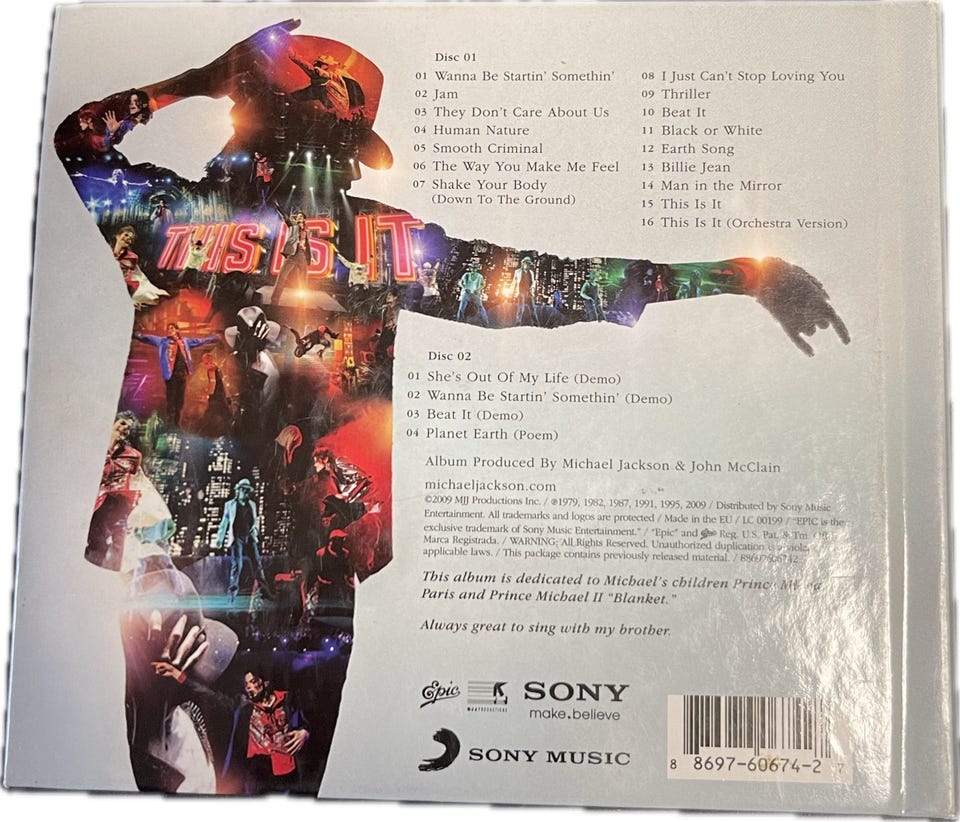 THIS IS IT
Disc 01
01 Wanna Be Startin' Somethin'
02 Jam
03 They Don't Care About Us
04 Human Nature
05 Smooth Criminal
06 The Way You Make Me Feel
07 Shake Your Body
(Down To The Ground)
08 I Just Can't Stop Loving You
09 Thriller
10 Beat It
11 Black or White
12 Earth Song
13 Billie Jean
14 Man in the Mirror
15 This Is It
16 This Is It (Orchestra Version)
Disc 02
01 She's Out Of My Life (Demo)
02 Wanna Be Startin' Somethin' (Demo)
03 Beat It (Demo)
04 Planet Earth (Poem)
Album Produced By Michael Jackson & John McClain
michaeljackson.com
©2009 MJJ Productions Inc. / ℗1979, 1982, 1987, 1991, 1995, 2009 / Distributed by Sony Music
Entertainment. All trademarks and logos are protected / Made in the EU / LC 00199 / "EPIC is the
exclusive trademark of Sony Music Entertainment." / "Epic" and Epic Reg. U.S. Pat. & Tm.
Marca Registrada. / WARNING: All Rights Reserved. Unauthorized duplication is
applicable laws. / This package contains previously released material. / 88697606742
This album is dedicated to Michael's children Prince
Paris and Prince Michael II "Blanket."
Always great to sing with my brother.
Epic MJJ PRODUCTIONS SONY
make.believe
SONY MUSIC
8 8697-60674-2 7